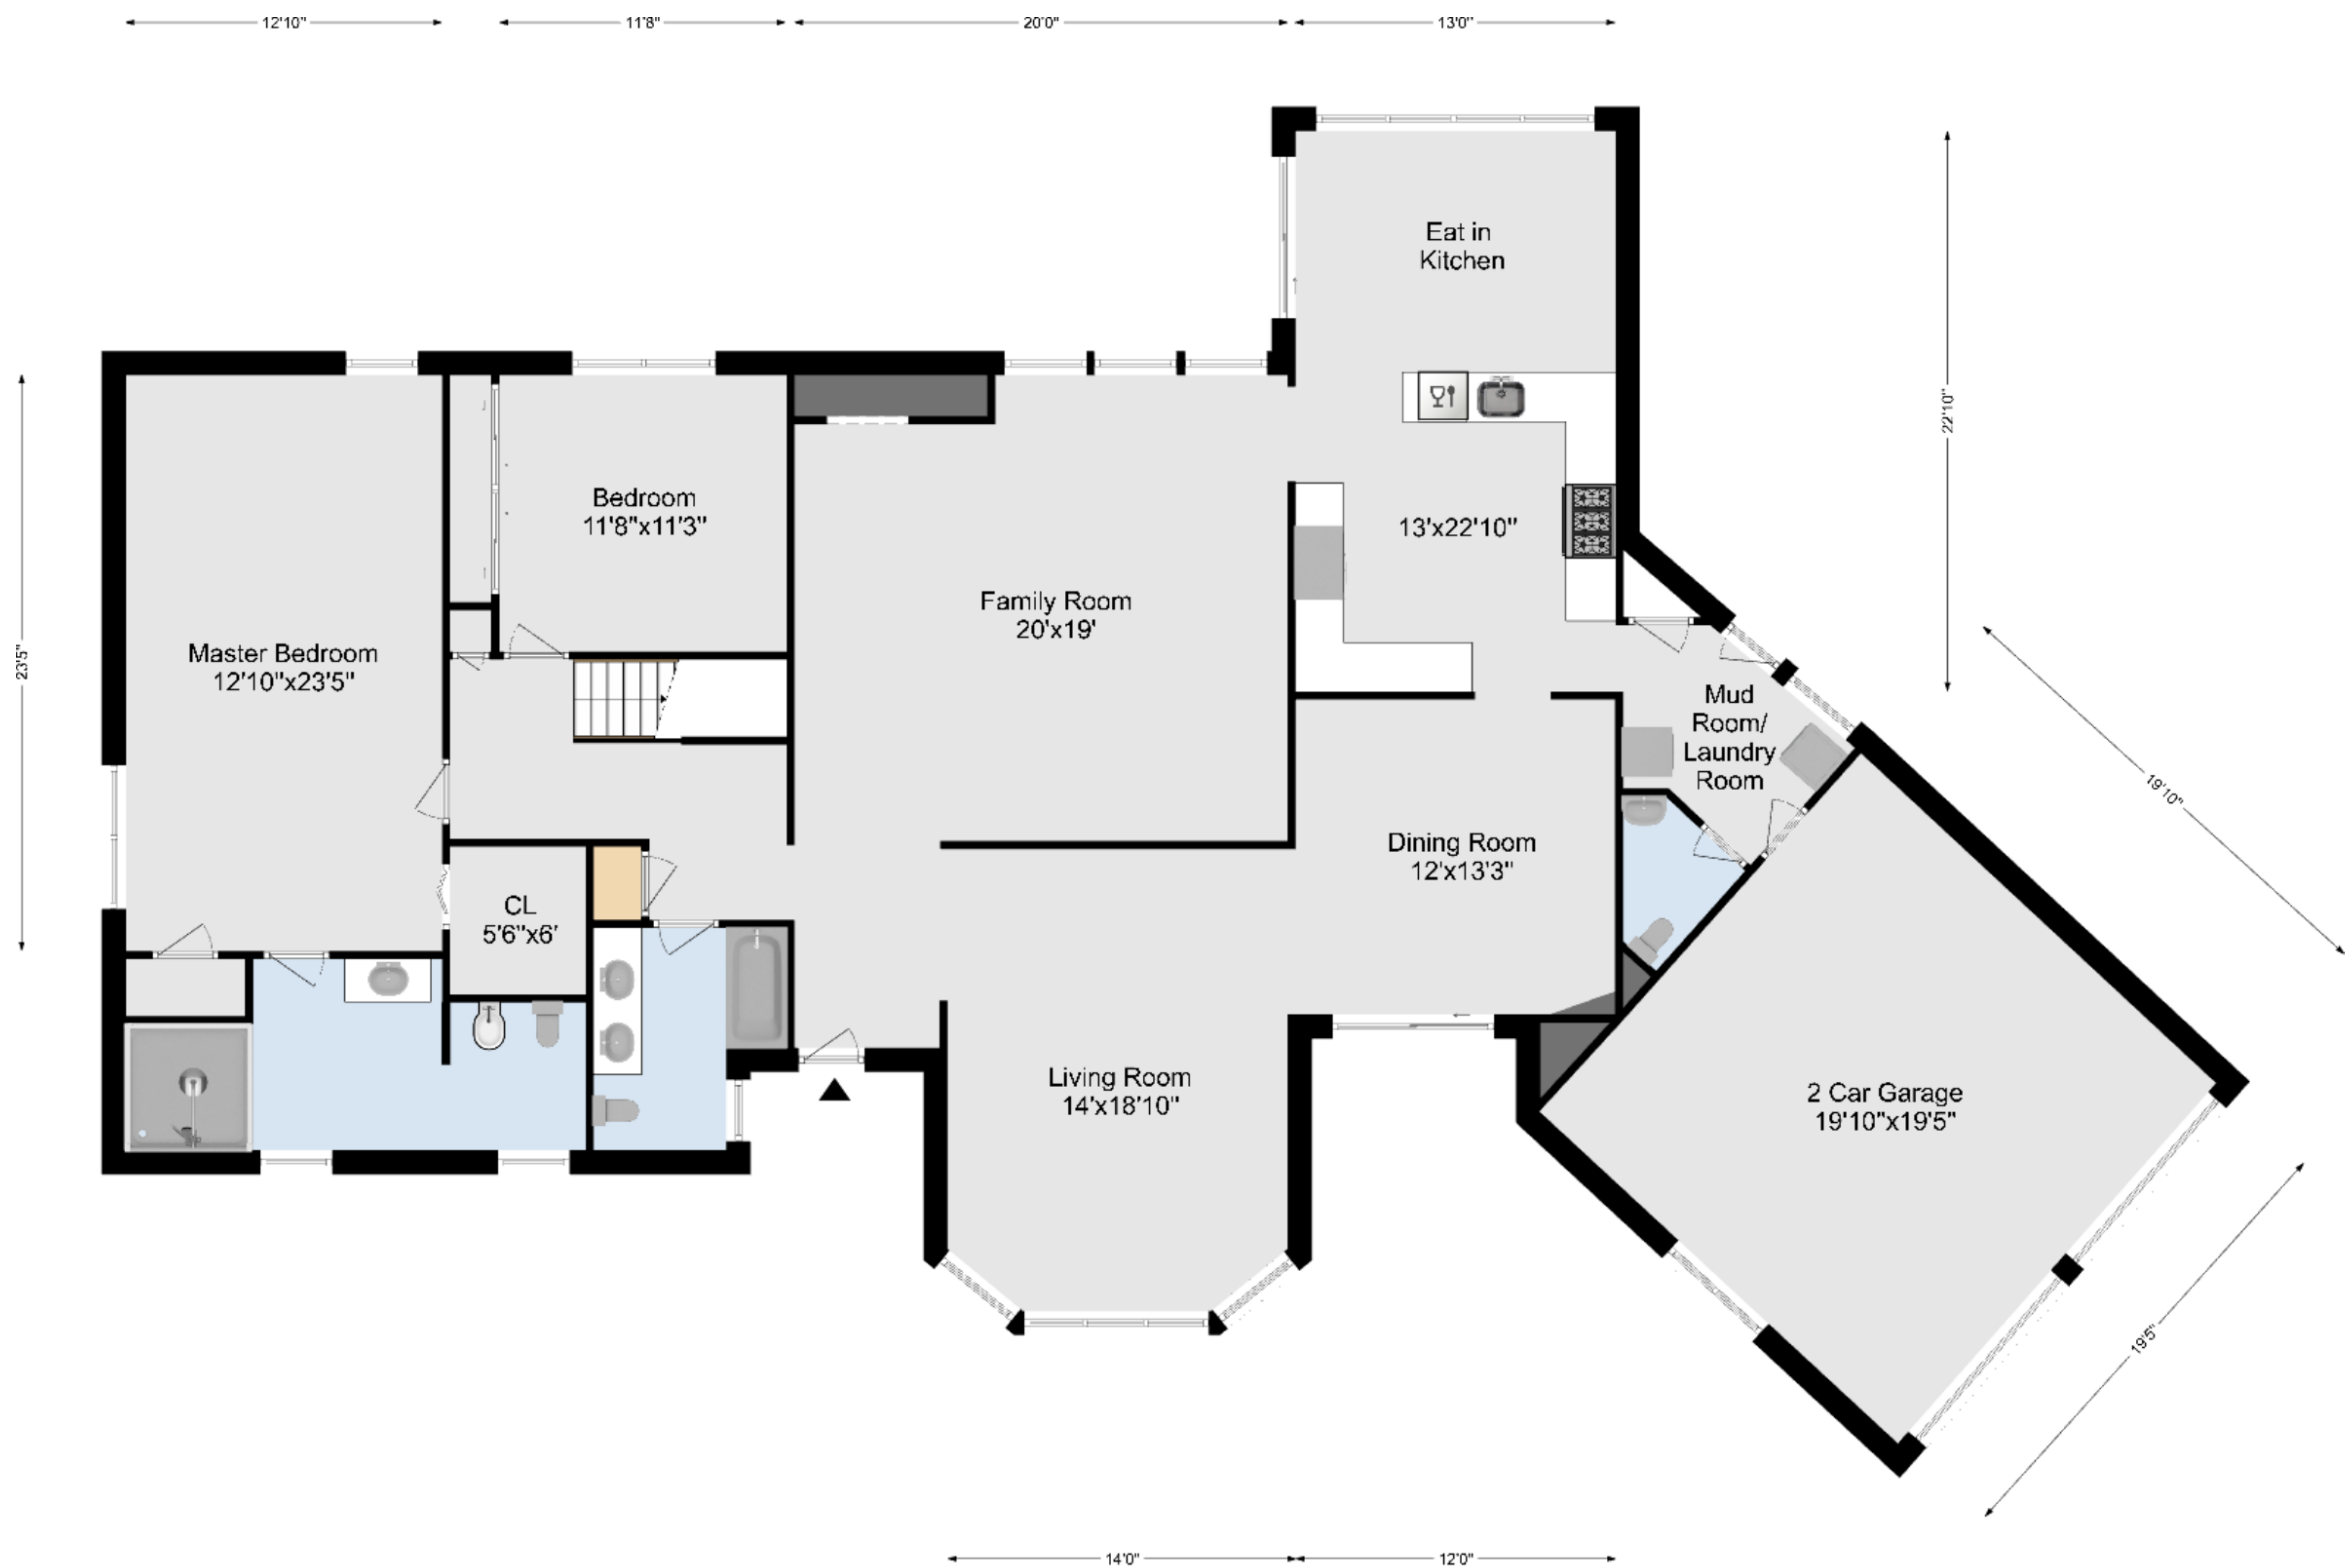 12'10"
11'8"
20'0"
13'0"
Eat in
Kitchen
22'10"
Bedroom
11'8"x11'3"
13'x22'10"
Family Room
20'x19'
23'5"
Master Bedroom
12'10"x23'5"
Mud
Room/
Laundry
Room
19'10"
Dining Room
12'x13'3"
CL
5'6"x6'
Living Room
14'x18'10"
2 Car Garage
19'10"x19'5"
19'5"
14'0"
12'0"